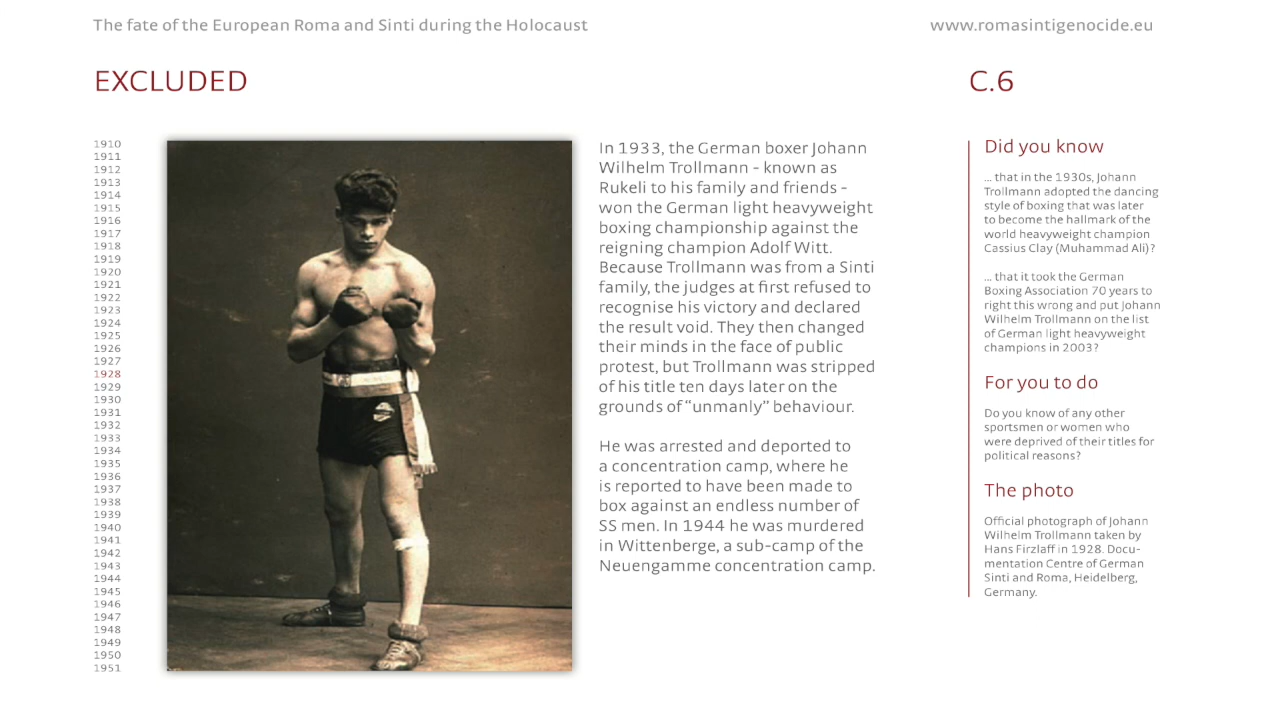 The fate of the European Roma and Sinti during the Holocaust
www.romasintigenocide.eu
EXCLUDED
C.6
1910
1911
1912
1913
1914
1915
1916
1917
1918
1919
1920
1921
1922
1923
1924
1925
1926
1927
1928
1929
1930
1931
1932
1933
1934
1935
1936
1937
1938
1939
1940
1941
1942
1943
1944
1945
1946
1947
1948
1949
1950
1951
In 1933, the German boxer Johann
Wilhelm Trollmann - known as
Rukeli to his family and friends -
won the German light heavyweight
boxing championship against the
reigning champion Adolf Witt.
Because Trollmann was from a Sinti
family, the judges at first refused to
recognise his victory and declared
the result void. They then changed
their minds in the face of public
protest, but Trollmann was stripped
of his title ten days later on the
grounds of “unmanly” behaviour.
He was arrested and deported to
a concentration camp, where he
is reported to have been made to
box against an endless number of
SS men. In 1944 he was murdered
in Wittenberge, a sub-camp of the
Neuengamme concentration camp.
Did you know
... that in the 1930s, Johann
Trollmann adopted the dancing
style of boxing that was later
to become the hallmark of the
world heavyweight champion
Cassius Clay (Muhammad Ali)?
... that it took the German
Boxing Association 70 years to
right this wrong and put Johann
Wilhelm Trollmann on the list
of German light heavyweight
champions in 2003?
For you to do
Do you know of any other
sportsmen or women who
were deprived of their titles for
political reasons?
The photo
Official photograph of Johann
Wilhelm Trollmann taken by
Hans Firzlaff in 1928. Docu-
mentation Centre of German
Sinti and Roma, Heidelberg,
Germany.